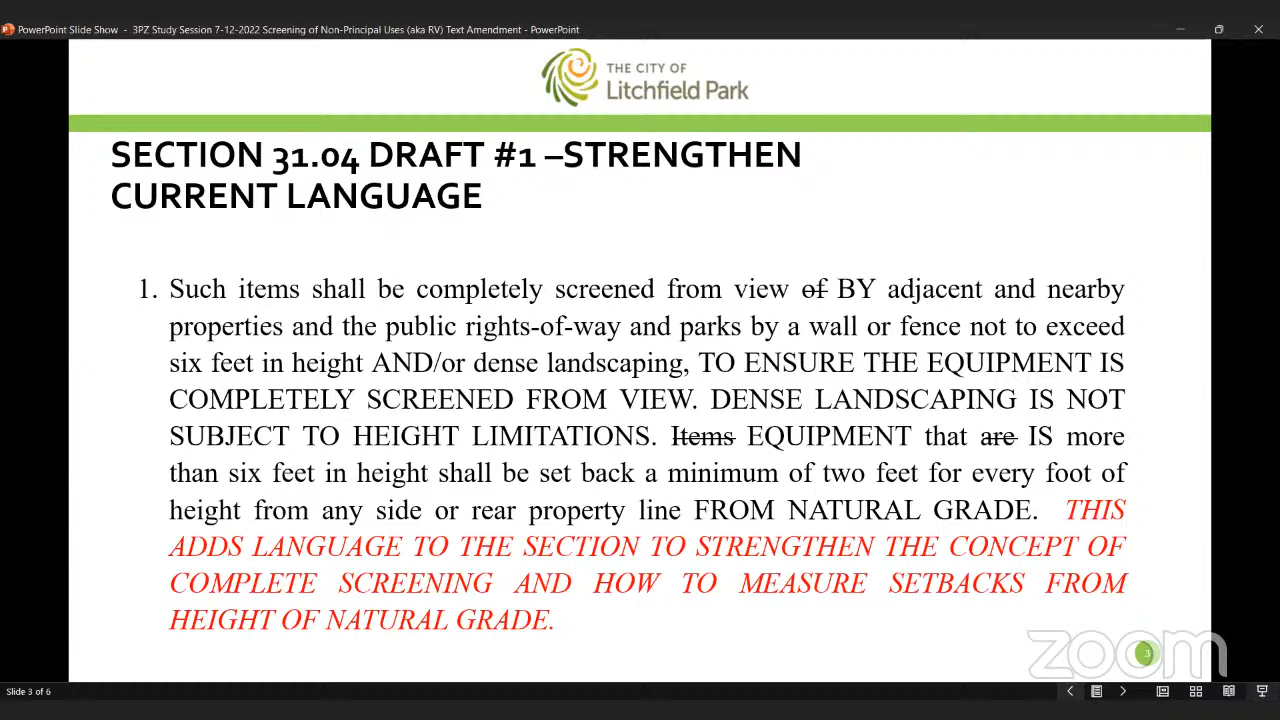 PowerPoint Slide Show - 3PZ Study Session 7-12-2022 Screening of Non-Principal Uses (aka RV) Text Amendment - PowerPoint
THE CITY OF
Litchfield Park
SECTION 31.04 DRAFT #1 –STRENGTHEN
CURRENT LANGUAGE
1. Such items shall be completely screened from view of BY adjacent and nearby
properties and the public rights-of-way and parks by a wall or fence not to exceed
six feet in height AND/or dense landscaping, TO ENSURE THE EQUIPMENT IS
COMPLETELY SCREENED FROM VIEW. DENSE LANDSCAPING IS NOT
SUBJECT TO HEIGHT LIMITATIONS. Items EQUIPMENT that are IS more
than six feet in height shall be set back a minimum of two feet for every foot of
height from any side or rear property line FROM NATURAL GRADE. THIS
ADDS LANGUAGE TO THE SECTION TO STRENGTHEN THE CONCEPT OF
COMPLETE SCREENING AND HOW TO MEASURE SETBACKS FROM
HEIGHT OF NATURAL GRADE.
zoom
3
Slide 3 of 6